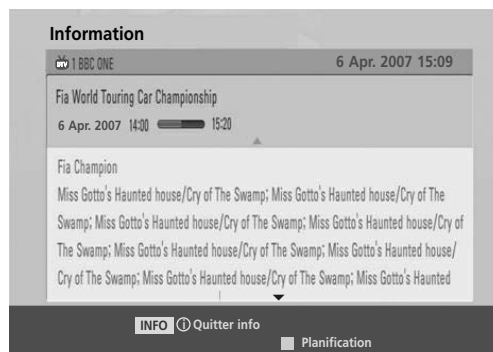 Information
DTV 1 BBC ONE 6 Apr. 2007 15:09
Fia World Touring Car Championship
6 Apr. 2007 14:00 15:20
Fia Champion
Miss Gotto's Haunted house/Cry of The Swamp; Miss Gotto's Haunted house/Cry of The
Swamp; Miss Gotto's Haunted house/Cry of The Swamp; Miss Gotto's Haunted house/Cry of
The Swamp; Miss Gotto's Haunted house/Cry of The Swamp; Miss Gotto's Haunted house/
Cry of The Swamp; Miss Gotto's Haunted house/Cry of The Swamp; Miss Gotto's Haunted
INFO i Quitter info
Planification